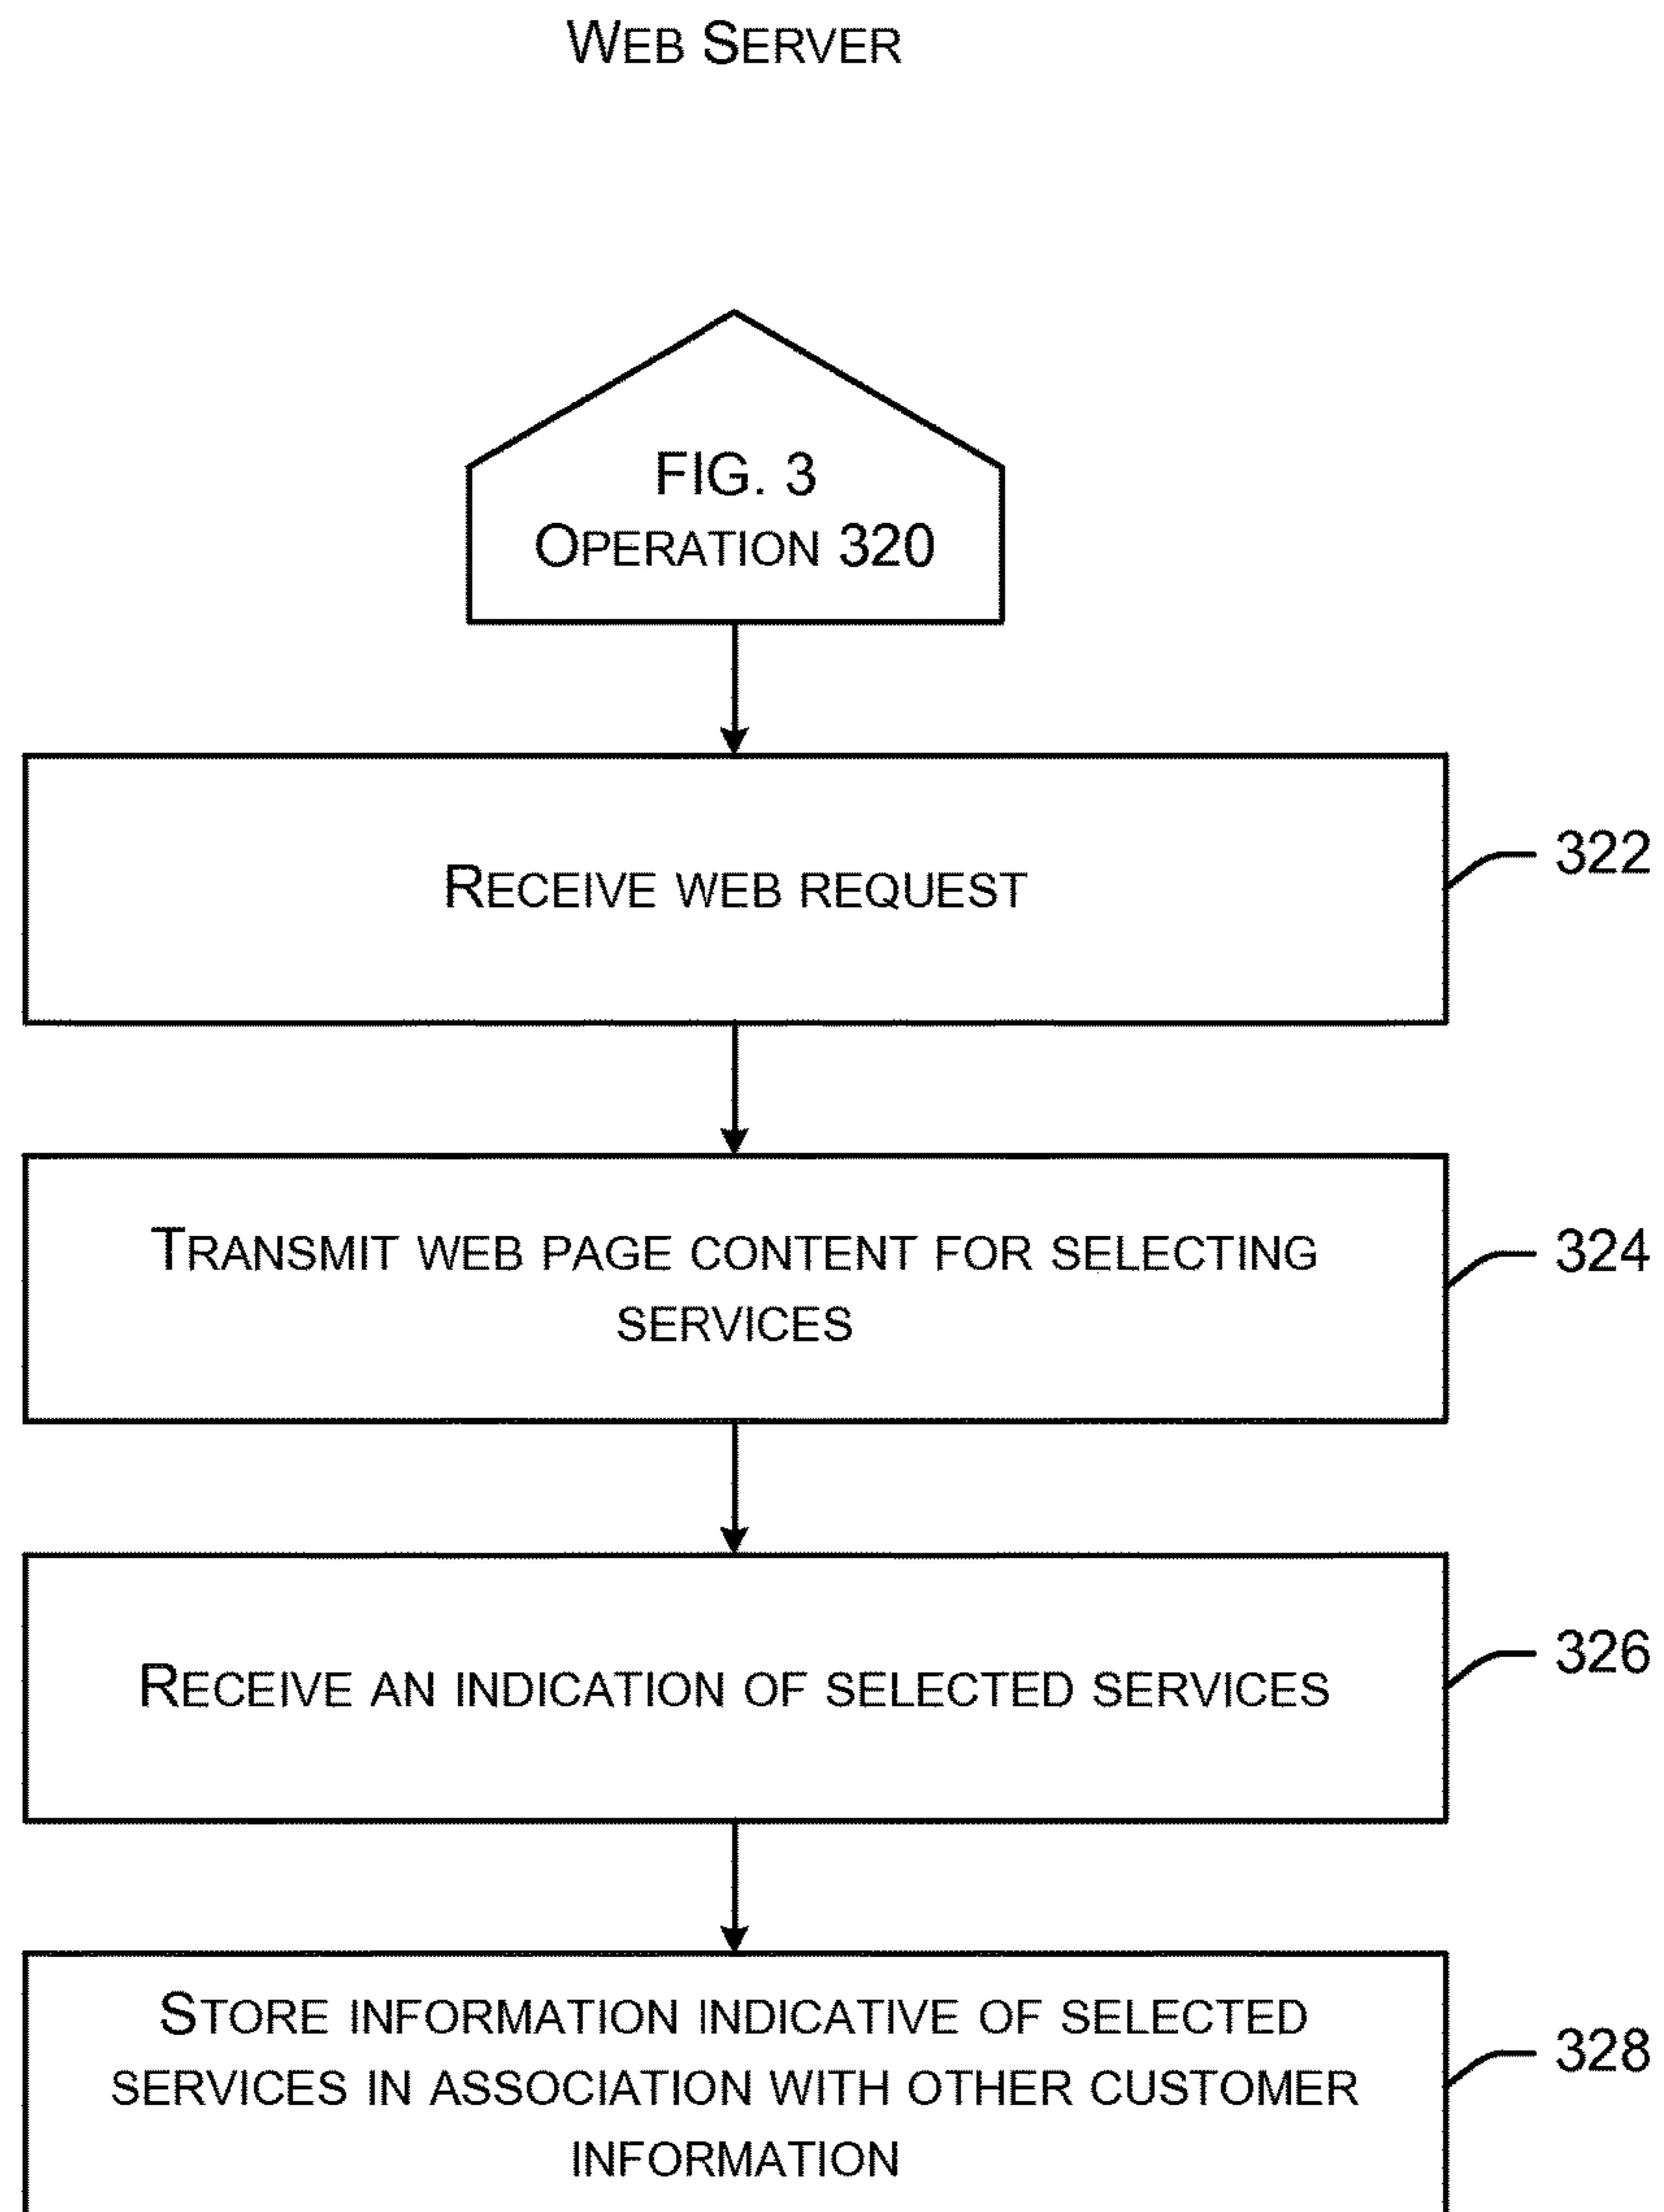 WEB SERVER
FIG. 3
OPERATION 320
RECEIVE WEB REQUEST
322
TRANSMIT WEB PAGE CONTENT FOR SELECTING
SERVICES
324
RECEIVE AN INDICATION OF SELECTED SERVICES
326
STORE INFORMATION INDICATIVE OF SELECTED
SERVICES IN ASSOCIATION WITH OTHER CUSTOMER
INFORMATION
328